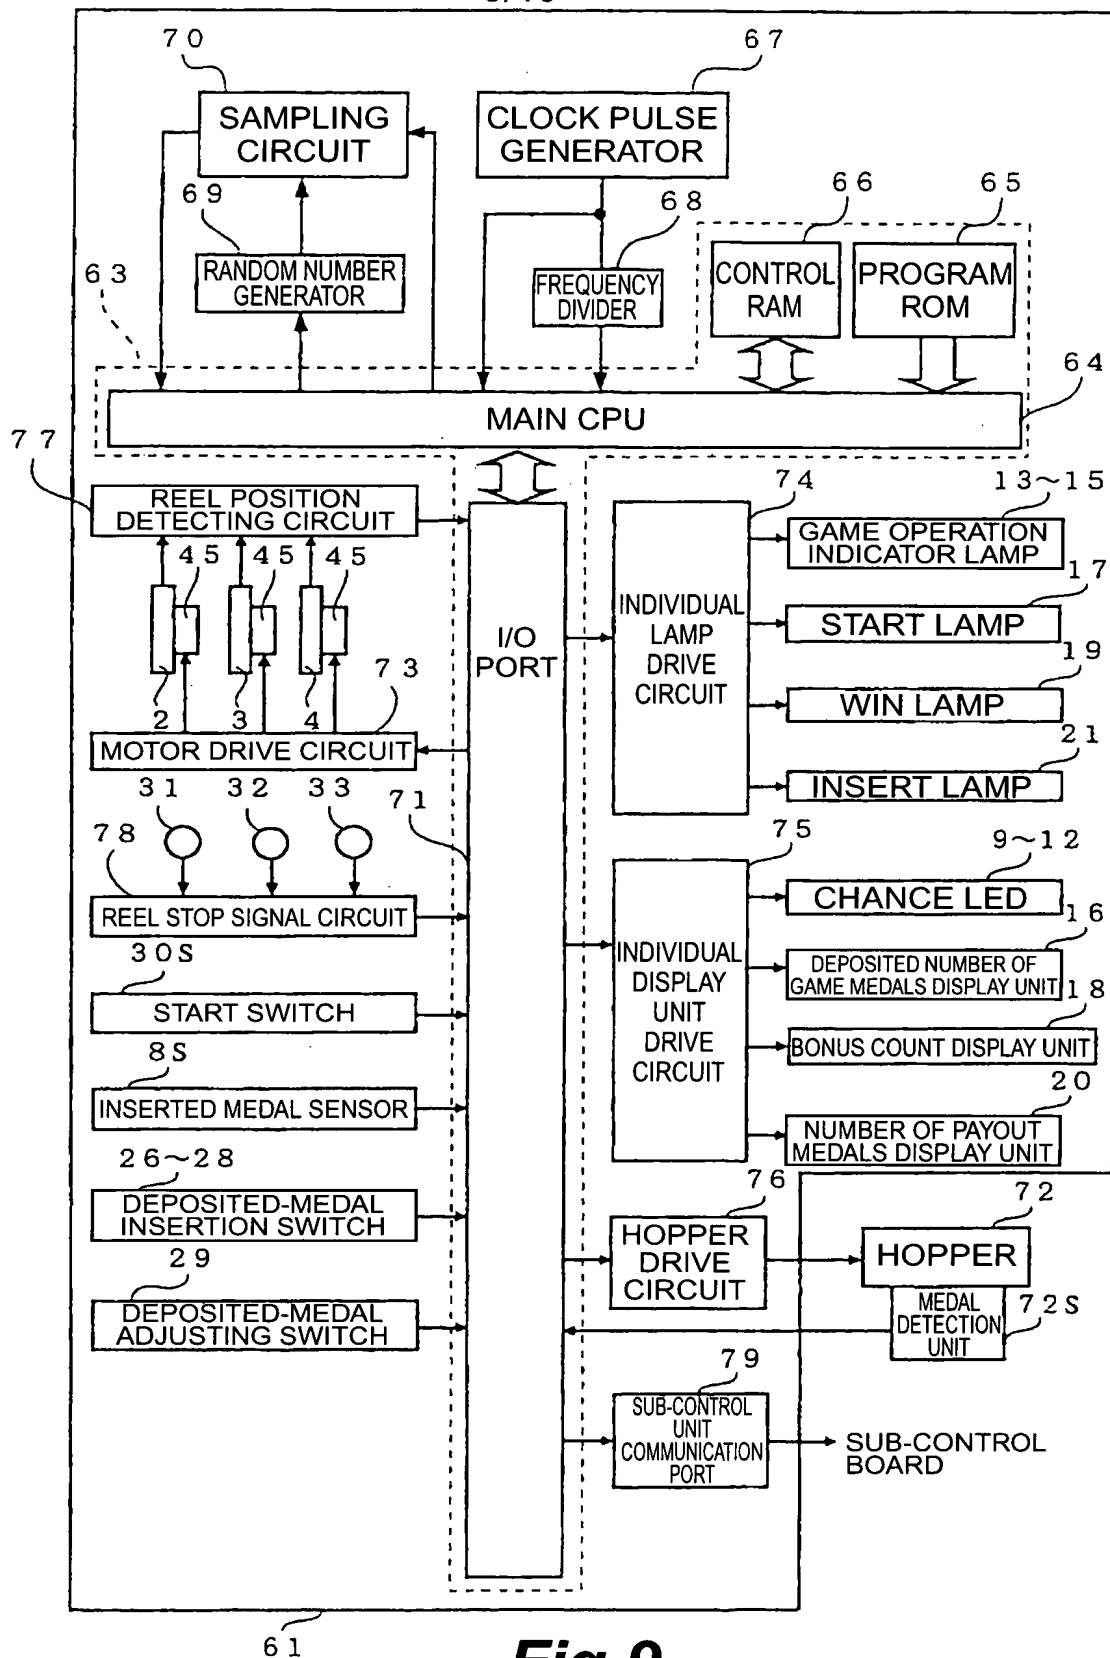 70
67
SAMPLING
CIRCUIT
CLOCK PULSE
GENERATOR
69
68
66
65
63
RANDOM NUMBER
GENERATOR
FREQUENCY
DIVIDER
CONTROL
RAM
PROGRAM
ROM
64
MAIN CPU
77
REEL POSITION
DETECTING CIRCUIT
45
45
45
2
3
4
73
MOTOR DRIVE CIRCUIT
31
32
33
78
71
REEL STOP SIGNAL CIRCUIT
30S
START SWITCH
8S
INSERTED MEDAL SENSOR
26~28
DEPOSITED-MEDAL
INSERTION SWITCH
29
DEPOSITED-MEDAL
ADJUSTING SWITCH
I/O
PORT
74
INDIVIDUAL
LAMP
DRIVE
CIRCUIT
13~15
GAME OPERATION
INDICATOR LAMP
17
START LAMP
19
WIN LAMP
21
INSERT LAMP
75
INDIVIDUAL
DISPLAY
UNIT
DRIVE
CIRCUIT
9~12
CHANCE LED
16
DEPOSITED NUMBER OF
GAME MEDALS DISPLAY UNIT
18
BONUS COUNT DISPLAY UNIT
20
NUMBER OF PAYOUT
MEDALS DISPLAY UNIT
76
HOPPER
DRIVE
CIRCUIT
72
HOPPER
MEDAL
DETECTION
UNIT
72S
79
SUB-CONTROL
UNIT
COMMUNICATION
PORT
SUB-CONTROL
BOARD
61